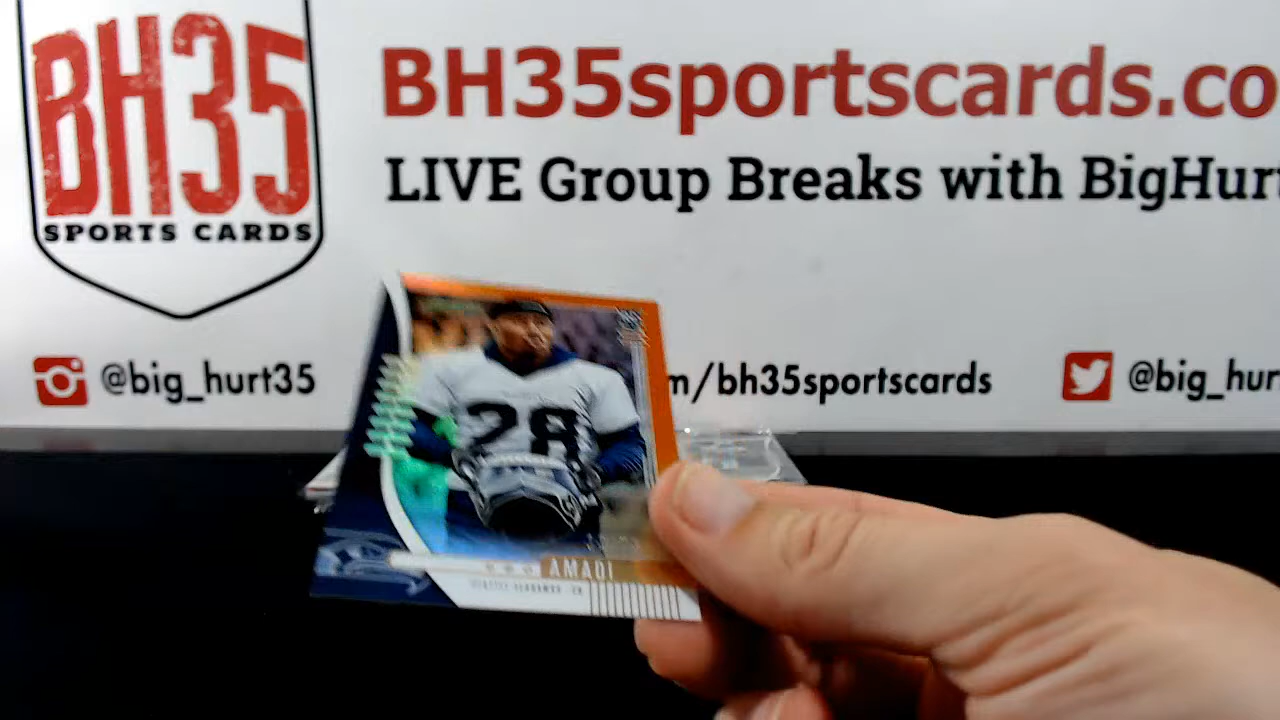 BH35
SPORTS CARDS
BH35sportscards.co
LIVE Group Breaks with BigHurt
@big_hurt35
m/bh35sportscards
@big_hur
28
AMADI